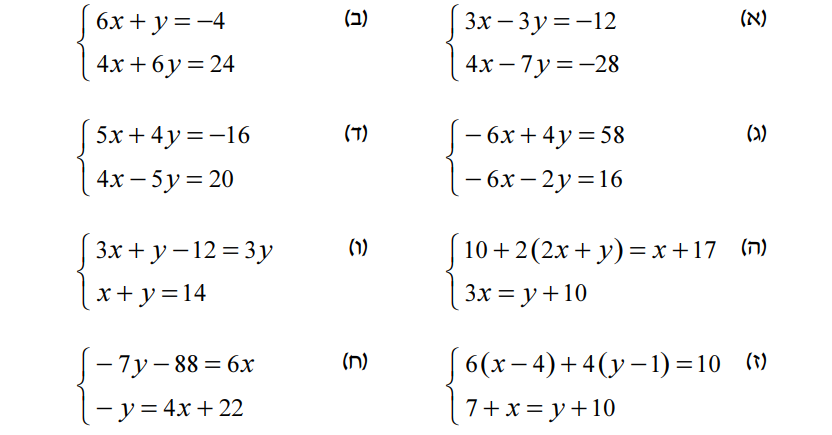 (א) 3x − 3y = −12
4x − 7y = −28
(ב) 6x + y = −4
4x + 6y = 24
(ג) − 6x + 4y = 58
− 6x − 2y = 16
(ד) 5x + 4y = −16
4x − 5y = 20
(ה) 10 + 2(2x + y) = x + 17
3x = y + 10
(ו) 3x + y − 12 = 3y
x + y = 14
(ז) 6(x − 4) + 4(y − 1) = 10
7 + x = y + 10
(ח) − 7y − 88 = 6x
− y = 4x + 22